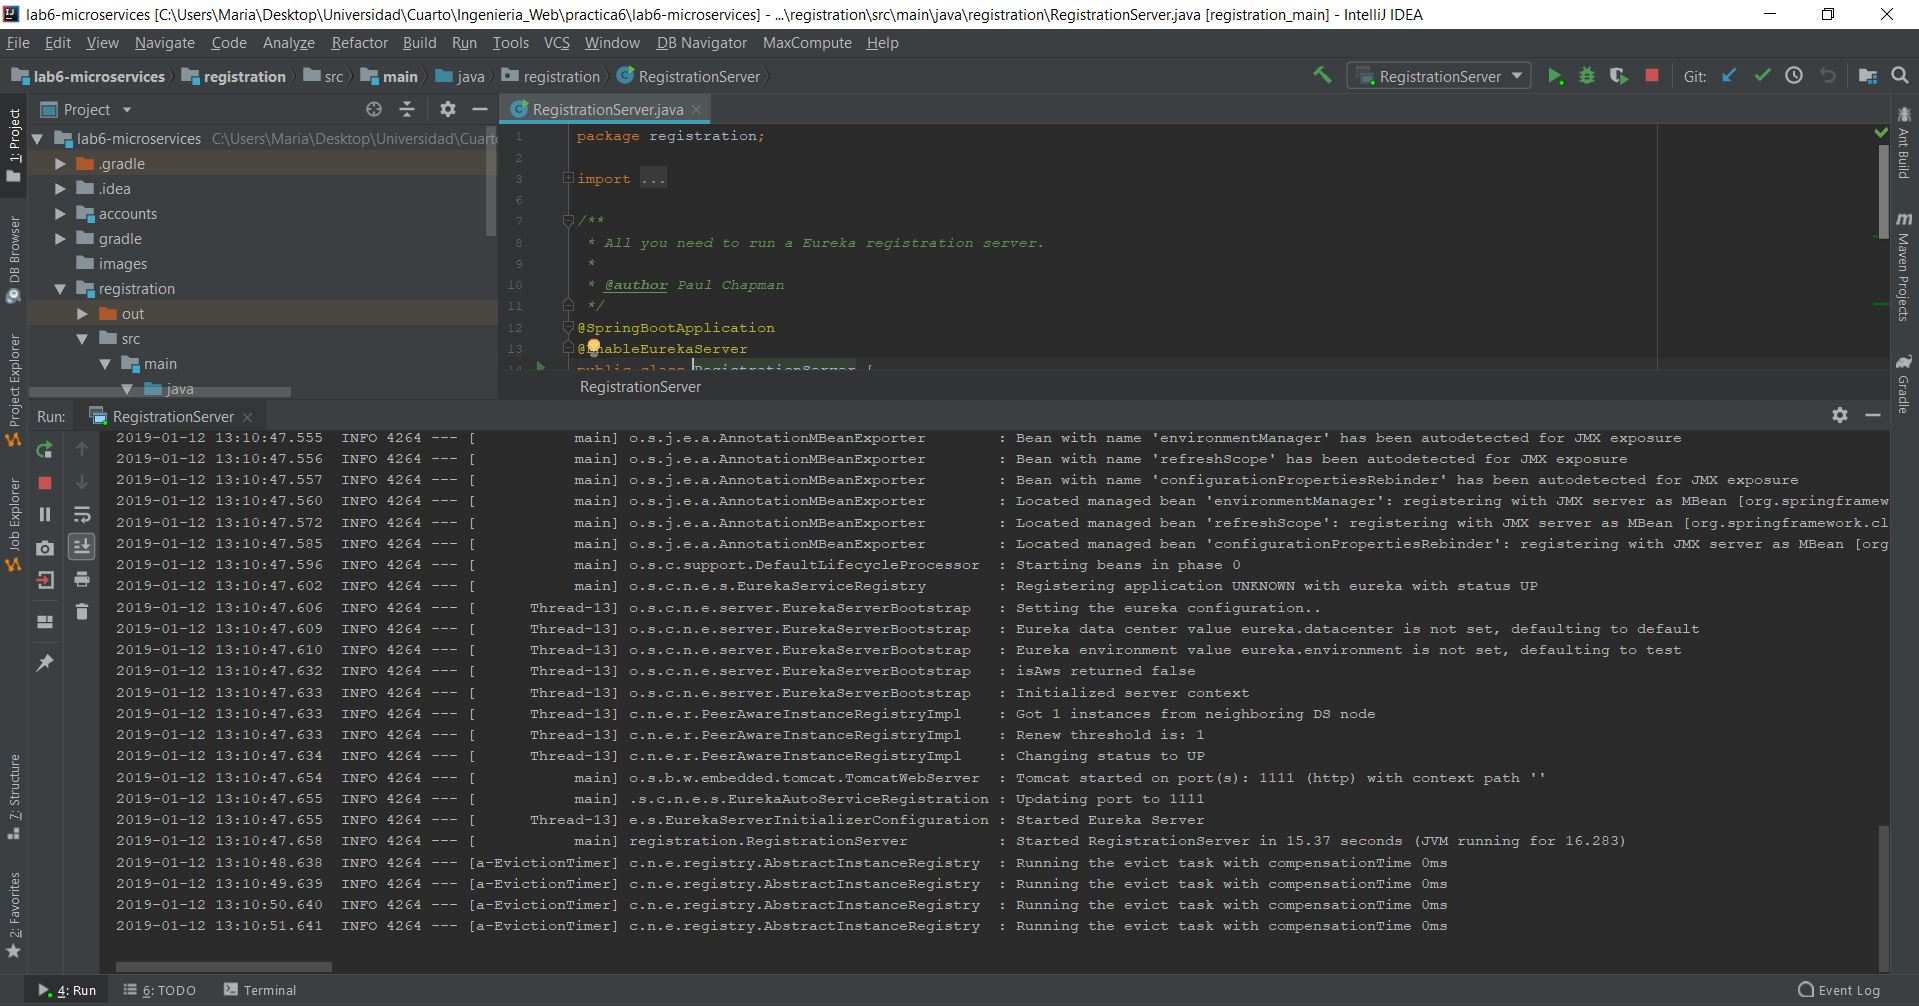 lab6-microservices [C:\Users\Maria\Desktop\Universidad\Cuarto\Ingenieria_Web\practica6\lab6-microservices] - ...\registration\src\main\java\registration\RegistrationServer.java [registration_main] - IntelliJ IDEA
File Edit View Navigate Code Analyze Refactor Build Run Tools VCS Window DB Navigator MaxCompute Help
lab6-microservices registration src main java registration RegistrationServer RegistrationServer Git:
Project RegistrationServer.java
lab6-microservices C:\Users\Maria\Desktop\Universidad\Cuarto
.gradle
.idea
accounts
gradle
images
registration
out
src
main
java
1: Project
DB Browser
Project Explorer
Job Explorer
7: Structure
2: Favorites
1 package registration;
2
3 import ...
6
7 /**
8 * All you need to run a Eureka registration server.
9 *
10 * @author Paul Chapman
11 */
12 @SpringBootApplication
13 @EnableEurekaServer
14 public class RegistrationServer {
RegistrationServer
Ant Build
Maven Projects
Gradle
Run: RegistrationServer
2019-01-12 13:10:47.555 INFO 4264 --- [ main] o.s.j.e.a.AnnotationMBeanExporter : Bean with name 'environmentManager' has been autodetected for JMX exposure
2019-01-12 13:10:47.556 INFO 4264 --- [ main] o.s.j.e.a.AnnotationMBeanExporter : Bean with name 'refreshScope' has been autodetected for JMX exposure
2019-01-12 13:10:47.557 INFO 4264 --- [ main] o.s.j.e.a.AnnotationMBeanExporter : Bean with name 'configurationPropertiesRebinder' has been autodetected for JMX exposure
2019-01-12 13:10:47.560 INFO 4264 --- [ main] o.s.j.e.a.AnnotationMBeanExporter : Located managed bean 'environmentManager': registering with JMX server as MBean [org.springframew
2019-01-12 13:10:47.572 INFO 4264 --- [ main] o.s.j.e.a.AnnotationMBeanExporter : Located managed bean 'refreshScope': registering with JMX server as MBean [org.springframework.cl
2019-01-12 13:10:47.585 INFO 4264 --- [ main] o.s.j.e.a.AnnotationMBeanExporter : Located managed bean 'configurationPropertiesRebinder': registering with JMX server as MBean [org
2019-01-12 13:10:47.596 INFO 4264 --- [ main] o.s.c.support.DefaultLifecycleProcessor : Starting beans in phase 0
2019-01-12 13:10:47.602 INFO 4264 --- [ main] o.s.c.n.e.s.EurekaServiceRegistry : Registering application UNKNOWN with eureka with status UP
2019-01-12 13:10:47.606 INFO 4264 --- [ Thread-13] o.s.c.n.e.server.EurekaServerBootstrap : Setting the eureka configuration..
2019-01-12 13:10:47.609 INFO 4264 --- [ Thread-13] o.s.c.n.e.server.EurekaServerBootstrap : Eureka data center value eureka.datacenter is not set, defaulting to default
2019-01-12 13:10:47.610 INFO 4264 --- [ Thread-13] o.s.c.n.e.server.EurekaServerBootstrap : Eureka environment value eureka.environment is not set, defaulting to test
2019-01-12 13:10:47.632 INFO 4264 --- [ Thread-13] o.s.c.n.e.server.EurekaServerBootstrap : isAws returned false
2019-01-12 13:10:47.633 INFO 4264 --- [ Thread-13] o.s.c.n.e.server.EurekaServerBootstrap : Initialized server context
2019-01-12 13:10:47.633 INFO 4264 --- [ Thread-13] c.n.e.r.PeerAwareInstanceRegistryImpl : Got 1 instances from neighboring DS node
2019-01-12 13:10:47.633 INFO 4264 --- [ Thread-13] c.n.e.r.PeerAwareInstanceRegistryImpl : Renew threshold is: 1
2019-01-12 13:10:47.634 INFO 4264 --- [ Thread-13] c.n.e.r.PeerAwareInstanceRegistryImpl : Changing status to UP
2019-01-12 13:10:47.654 INFO 4264 --- [ main] o.s.b.w.embedded.tomcat.TomcatWebServer : Tomcat started on port(s): 1111 (http) with context path ''
2019-01-12 13:10:47.655 INFO 4264 --- [ main] .s.c.n.e.s.EurekaAutoServiceRegistration : Updating port to 1111
2019-01-12 13:10:47.655 INFO 4264 --- [ Thread-13] e.s.EurekaServerInitializerConfiguration : Started Eureka Server
2019-01-12 13:10:47.658 INFO 4264 --- [ main] registration.RegistrationServer : Started RegistrationServer in 15.37 seconds (JVM running for 16.283)
2019-01-12 13:10:48.638 INFO 4264 --- [a-EvictionTimer] c.n.e.registry.AbstractInstanceRegistry : Running the evict task with compensationTime 0ms
2019-01-12 13:10:49.639 INFO 4264 --- [a-EvictionTimer] c.n.e.registry.AbstractInstanceRegistry : Running the evict task with compensationTime 0ms
2019-01-12 13:10:50.640 INFO 4264 --- [a-EvictionTimer] c.n.e.registry.AbstractInstanceRegistry : Running the evict task with compensationTime 0ms
2019-01-12 13:10:51.641 INFO 4264 --- [a-EvictionTimer] c.n.e.registry.AbstractInstanceRegistry : Running the evict task with compensationTime 0ms
4: Run 6: TODO Terminal Event Log